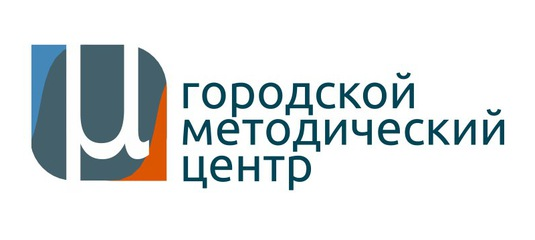 μ
городской
методический
центр